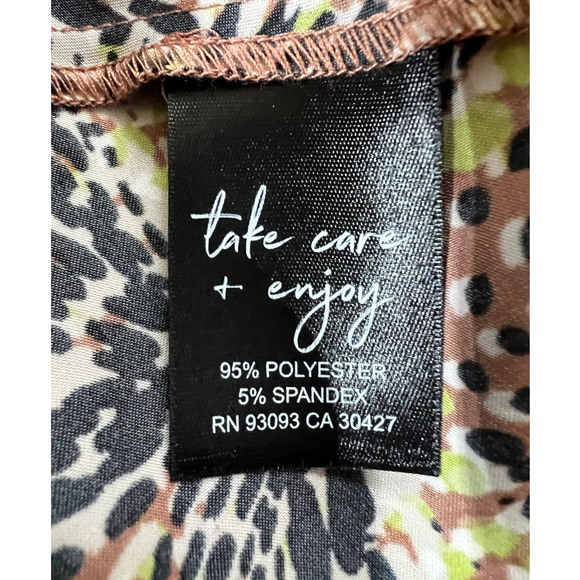 take care
+ enjoy
95% POLYESTER
5% SPANDEX
RN 93093 CA 30427